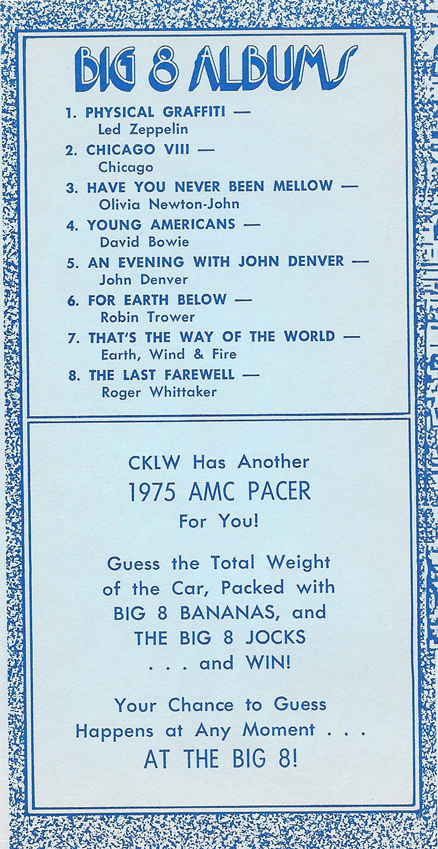 BIG 8 ALBUMS
1. PHYSICAL GRAFFITI —
Led Zeppelin
2. CHICAGO VIII —
Chicago
3. HAVE YOU NEVER BEEN MELLOW —
Olivia Newton-John
4. YOUNG AMERICANS —
David Bowie
5. AN EVENING WITH JOHN DENVER —
John Denver
6. FOR EARTH BELOW —
Robin Trower
7. THAT'S THE WAY OF THE WORLD —
Earth, Wind & Fire
8. THE LAST FAREWELL —
Roger Whittaker
CKLW Has Another
1975 AMC PACER
For You!
Guess the Total Weight
of the Car, Packed with
BIG 8 BANANAS, and
THE BIG 8 JOCKS
. . . and WIN!
Your Chance to Guess
Happens at Any Moment . . .
AT THE BIG 8!